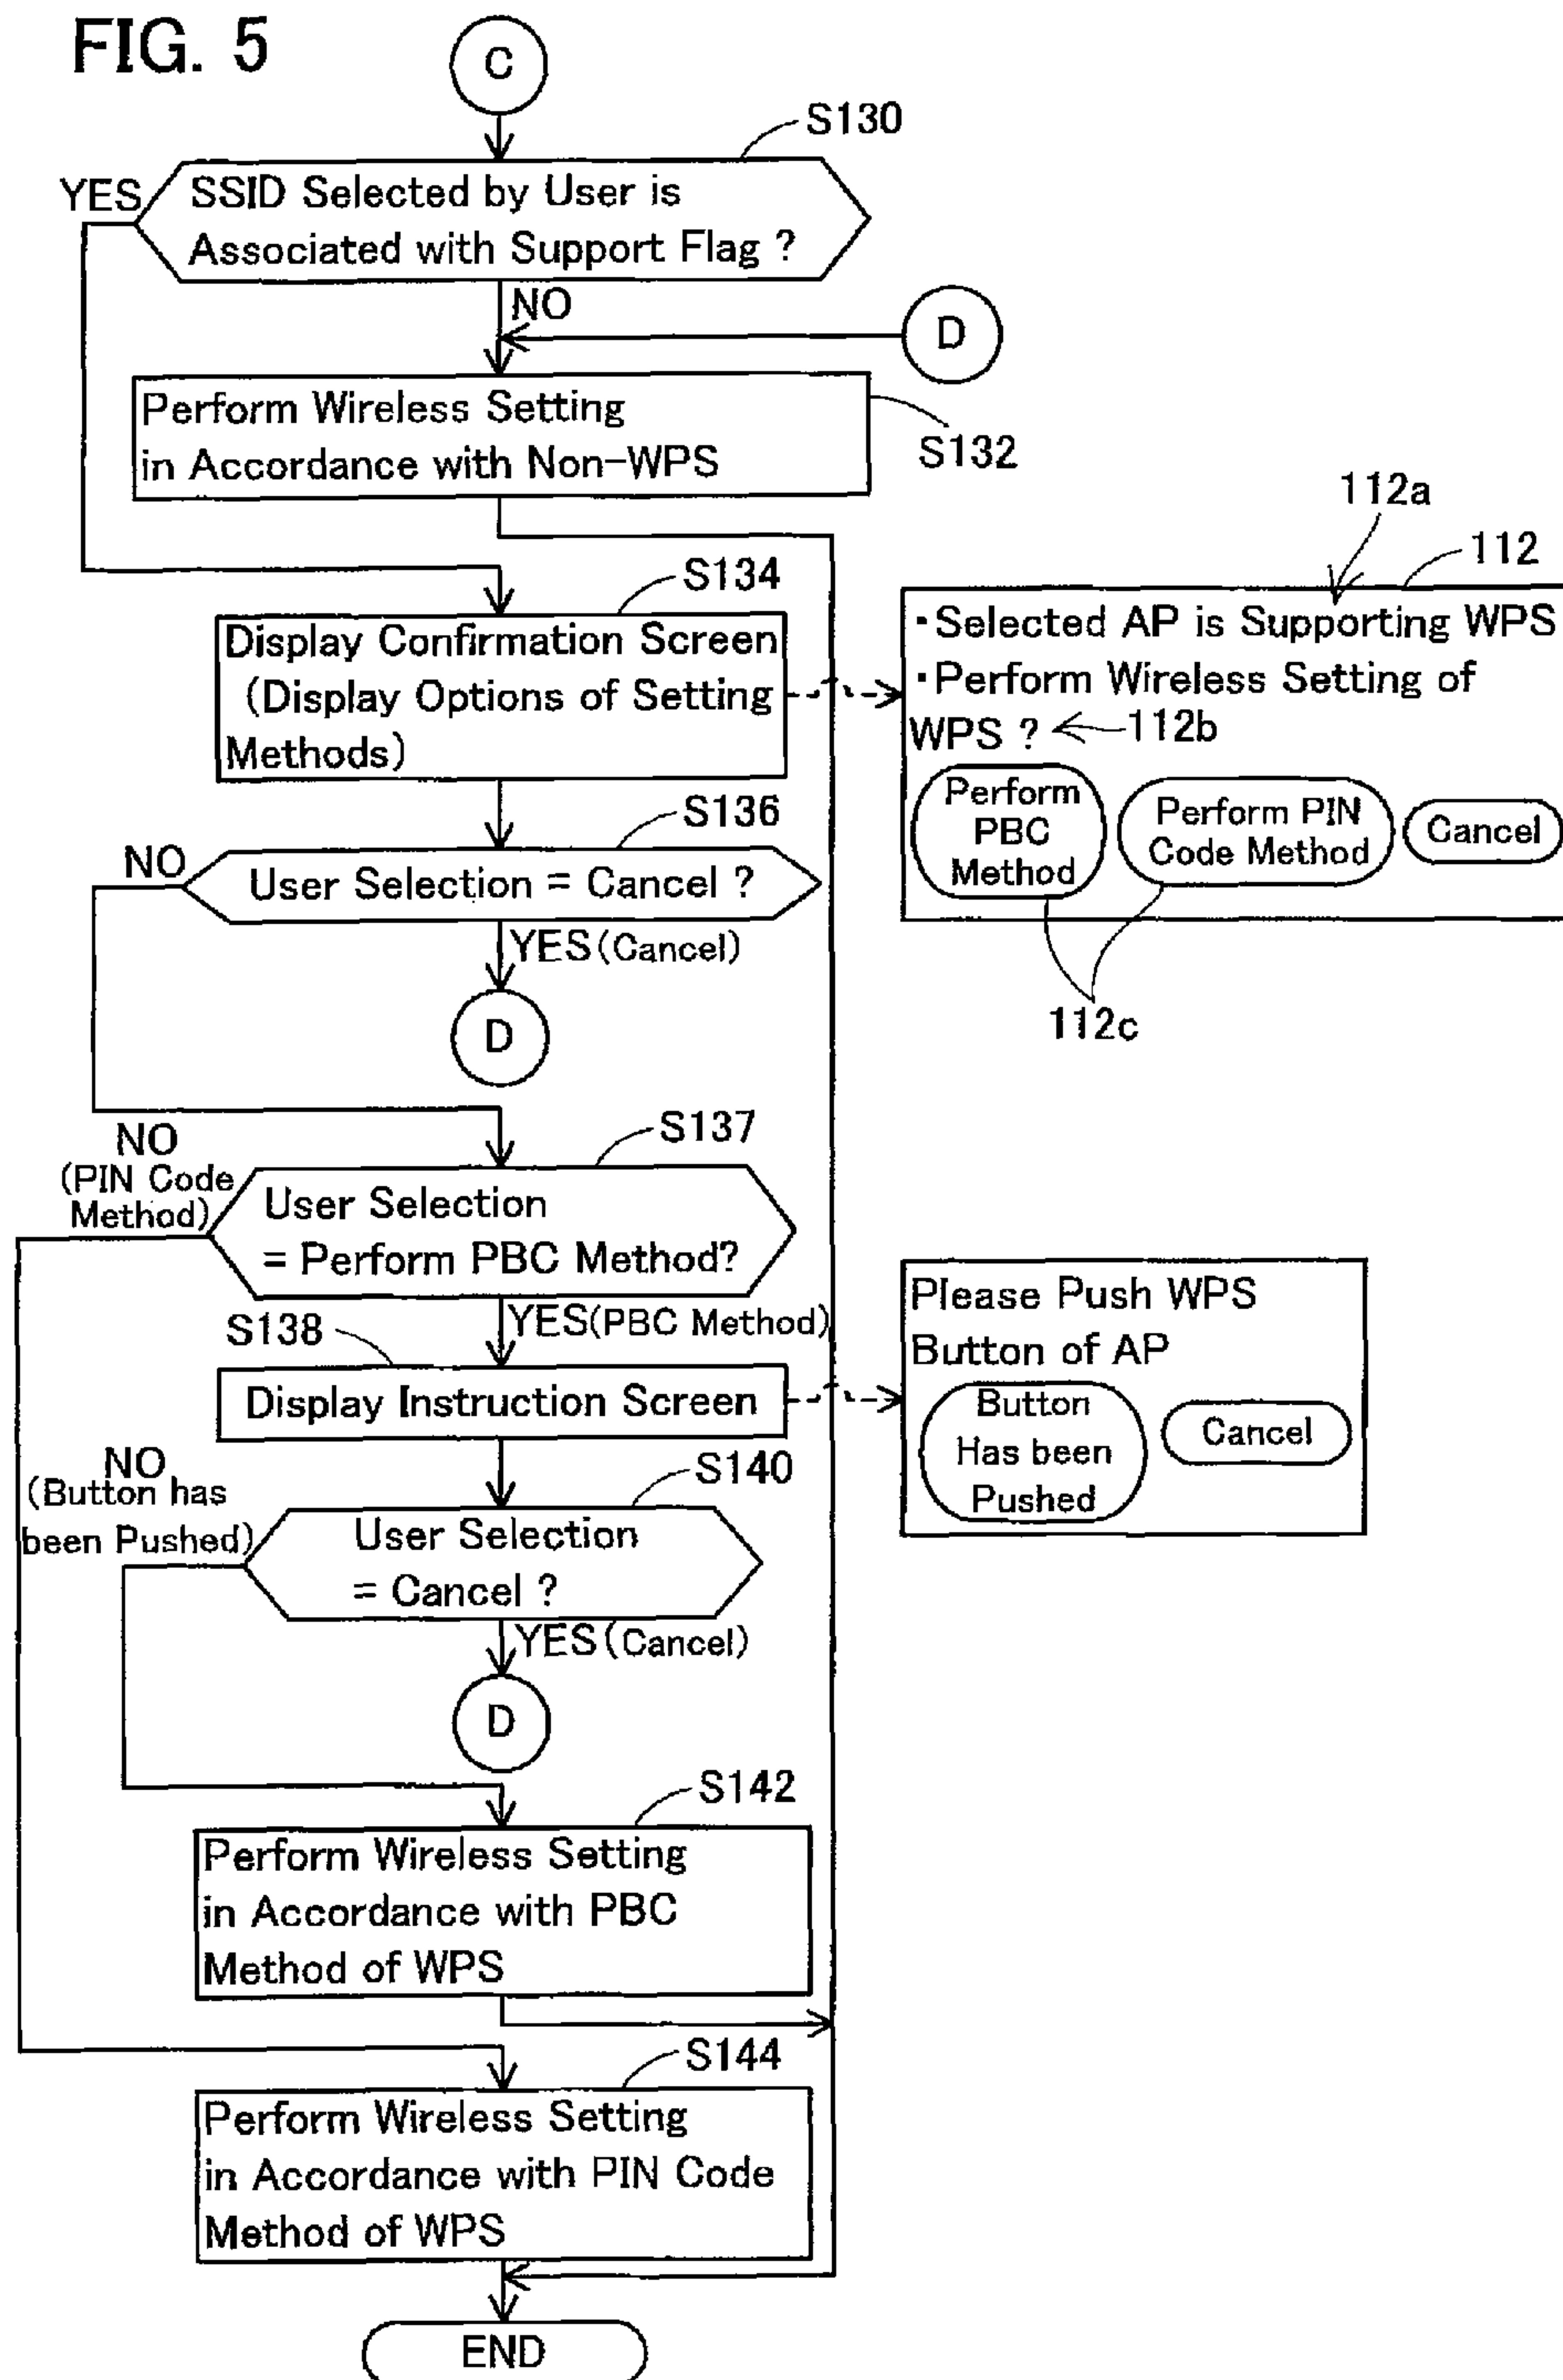 FIG. 5
C
S130
YES
SSID Selected by User is
Associated with Support Flag ?
NO
D
Perform Wireless Setting
in Accordance with Non-WPS
S132
S134
Display Confirmation Screen
(Display Options of Setting
Methods)
112a
112
・Selected AP is Supporting WPS
・Perform Wireless Setting of
WPS ?
112b
Perform
PBC
Method
Perform PIN
Code Method
Cancel
112c
S136
NO
User Selection = Cancel ?
YES(Cancel)
D
S137
NO
(PIN Code
Method)
User Selection
= Perform PBC Method?
YES(PBC Method)
S138
Display Instruction Screen
Please Push WPS
Button of AP
Button
Has been
Pushed
Cancel
S140
NO
(Button has
been Pushed)
User Selection
= Cancel ?
YES(Cancel)
D
S142
Perform Wireless Setting
in Accordance with PBC
Method of WPS
S144
Perform Wireless Setting
in Accordance with PIN Code
Method of WPS
END